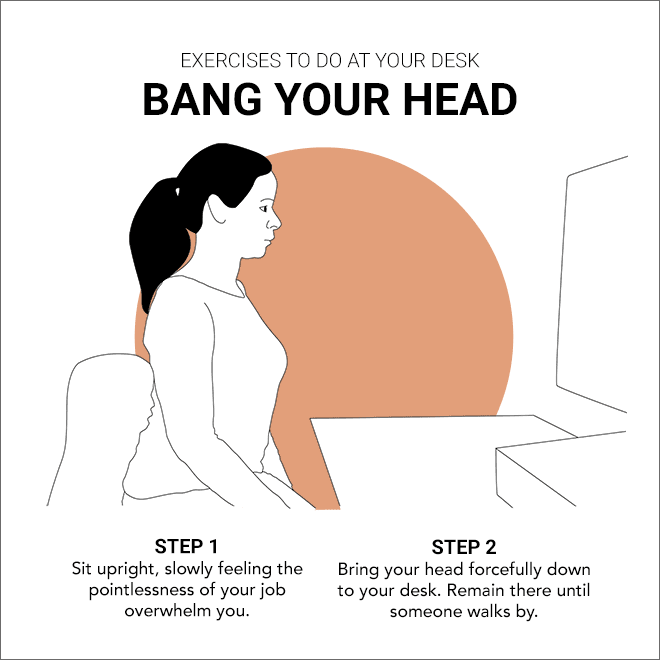 EXERCISES TO DO AT YOUR DESK
BANG YOUR HEAD
STEP 1
Sit upright, slowly feeling the
pointlessness of your job
overwhelm you.
STEP 2
Bring your head forcefully down
to your desk. Remain there until
someone walks by.